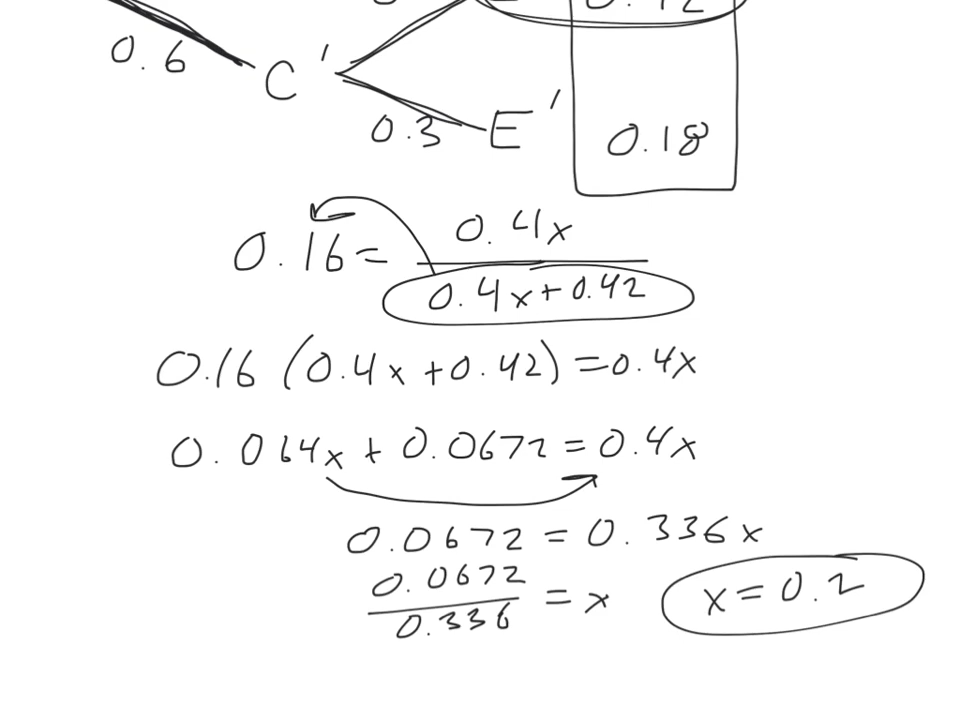 0.6 C' 0.3 E' 0.18
0.16 = 0.4x
0.4x + 0.42
0.16 (0.4x + 0.42) = 0.4x
0.064x + 0.0672 = 0.4x
0.0672 = 0.336x
0.0672
0.336 = x x = 0.2